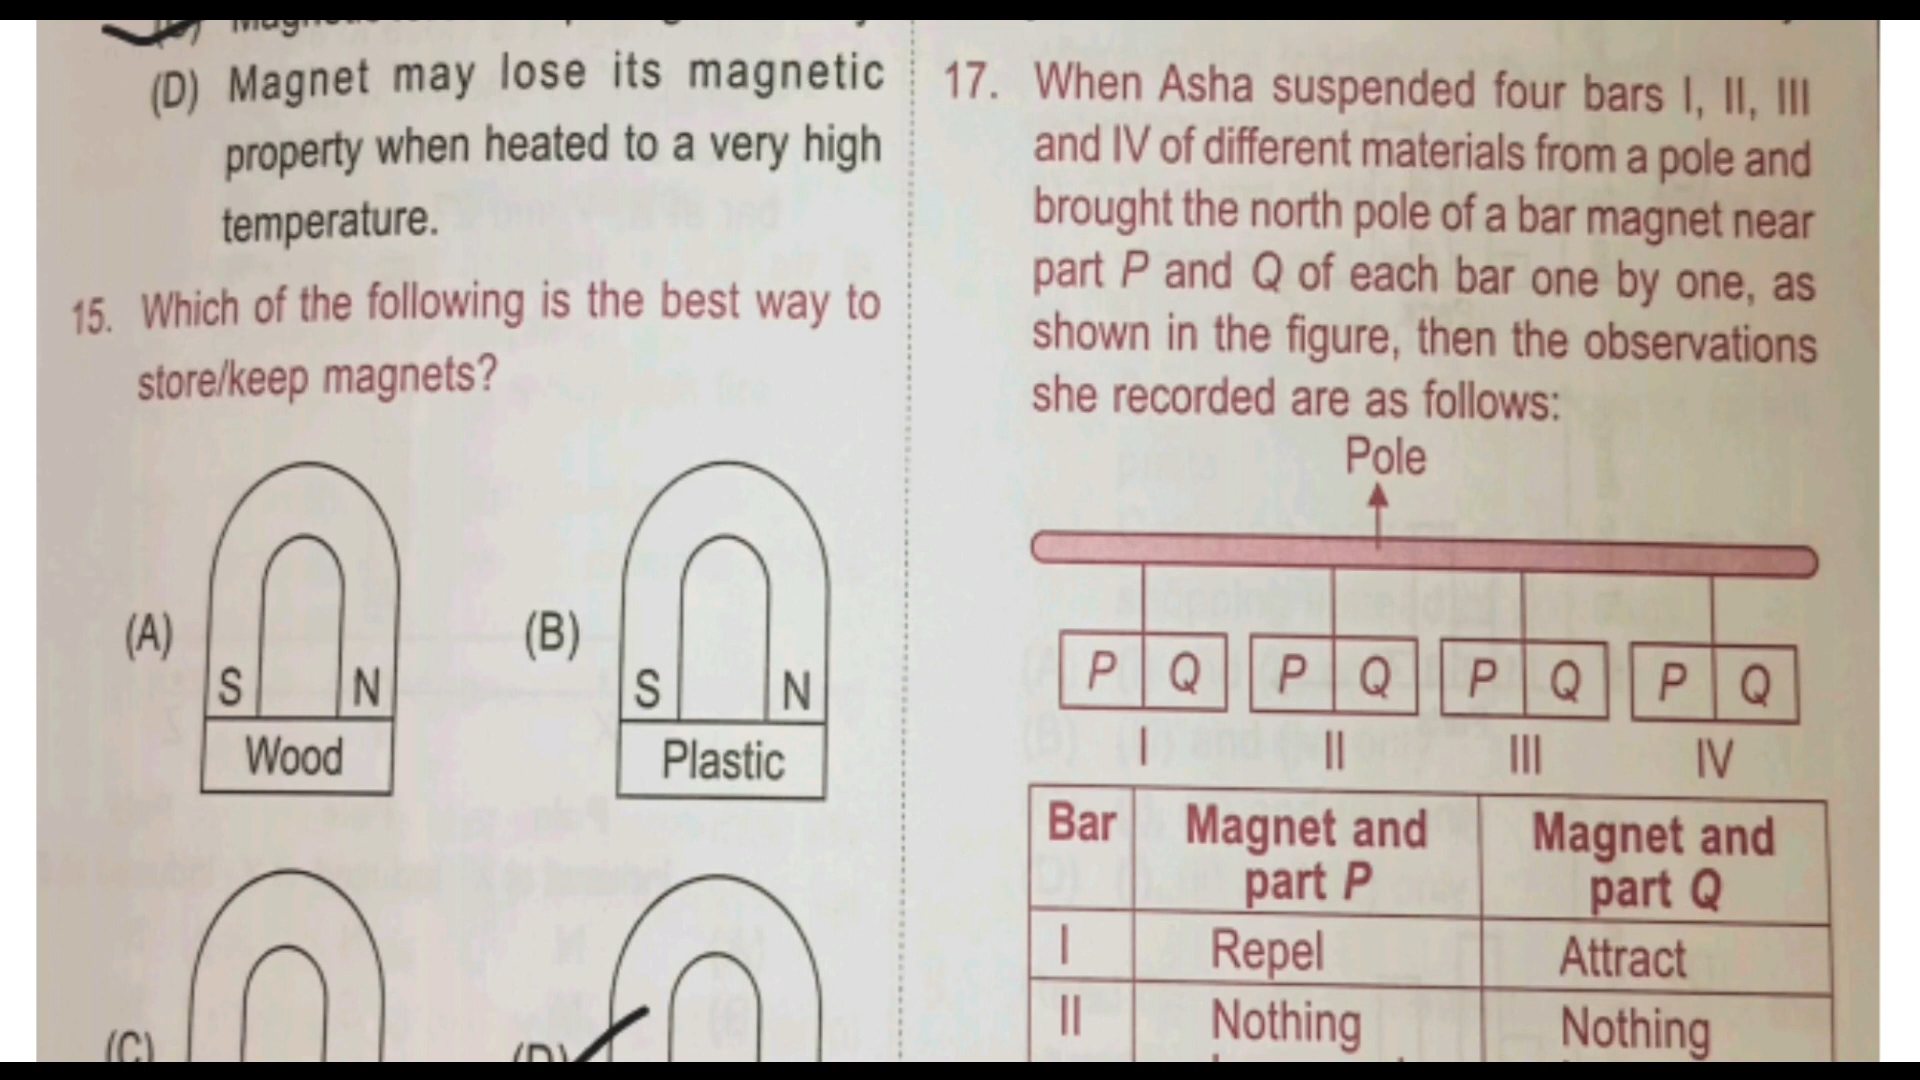 (D) Magnet may lose its magnetic
property when heated to a very high
temperature.
15. Which of the following is the best way to
store/keep magnets?
(A)
S N
Wood
(B)
S N
Plastic
(C)
(D)
17. When Asha suspended four bars I, II, III
and IV of different materials from a pole and
brought the north pole of a bar magnet near
part P and Q of each bar one by one, as
shown in the figure, then the observations
she recorded are as follows:
Pole
P Q P Q P Q P Q
I II III IV
Bar Magnet and part P Magnet and part Q
I Repel Attract
II Nothing Nothing